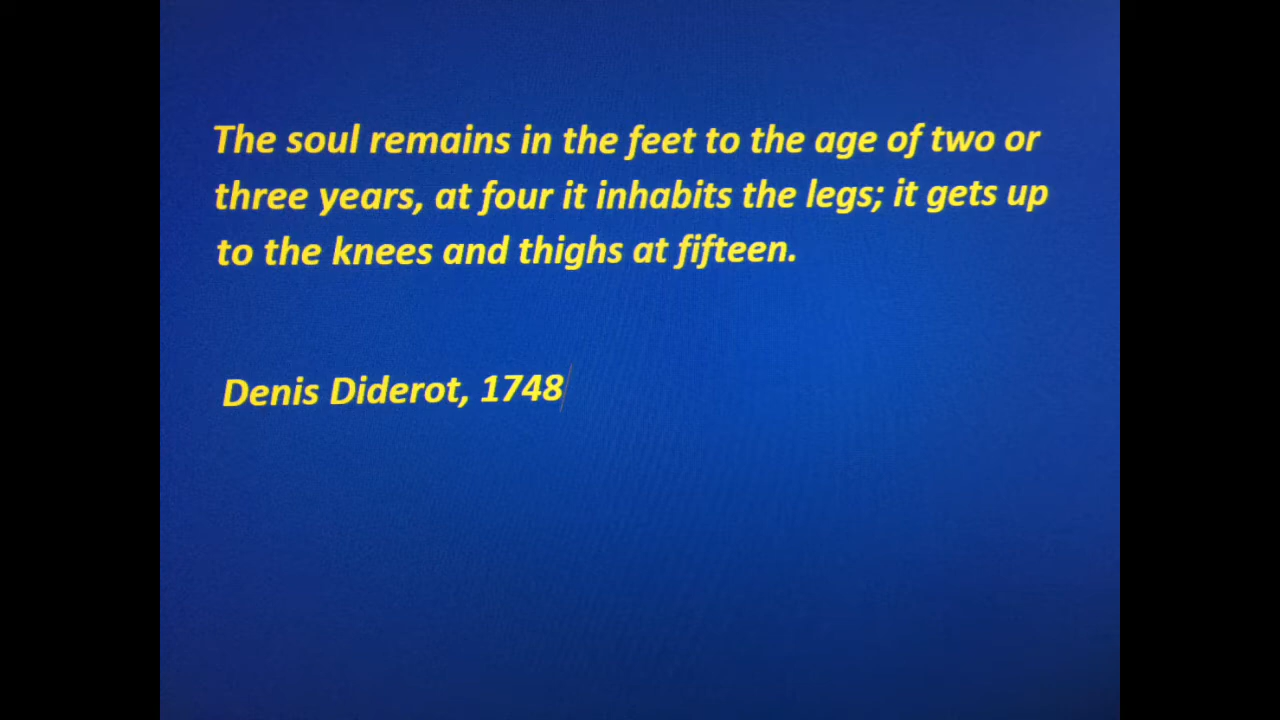 The soul remains in the feet to the age of two or
three years, at four it inhabits the legs; it gets up
to the knees and thighs at fifteen.
Denis Diderot, 1748